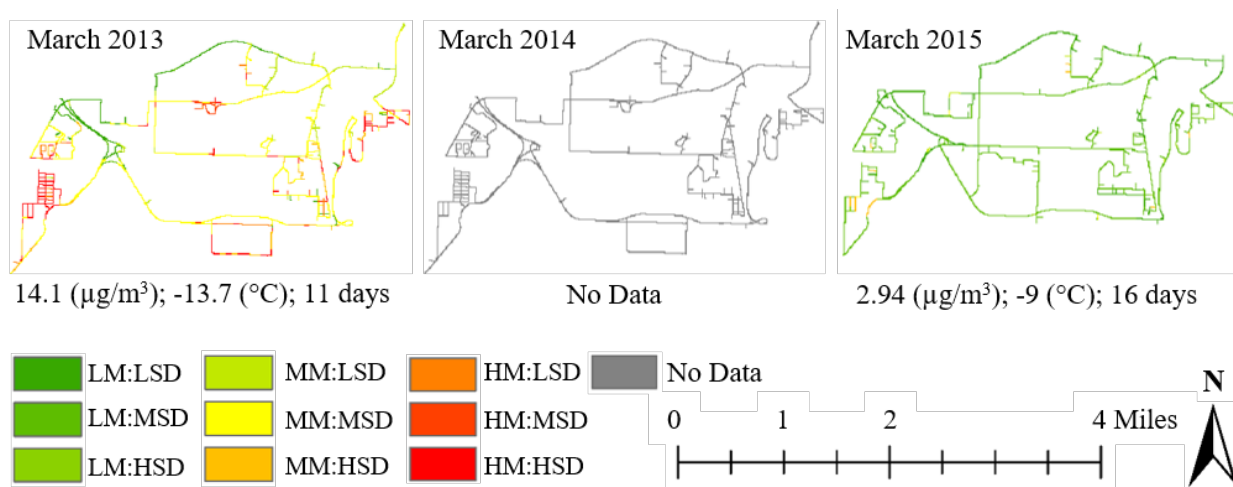 March 2013
March 2014
March 2015
14.1 (µg/m³); -13.7 (°C); 11 days
No Data
2.94 (µg/m³); -9 (°C); 16 days
LM:LSD
MM:LSD
HM:LSD
No Data
LM:MSD
MM:MSD
HM:MSD
LM:HSD
MM:HSD
HM:HSD
0 1 2 4 Miles
N